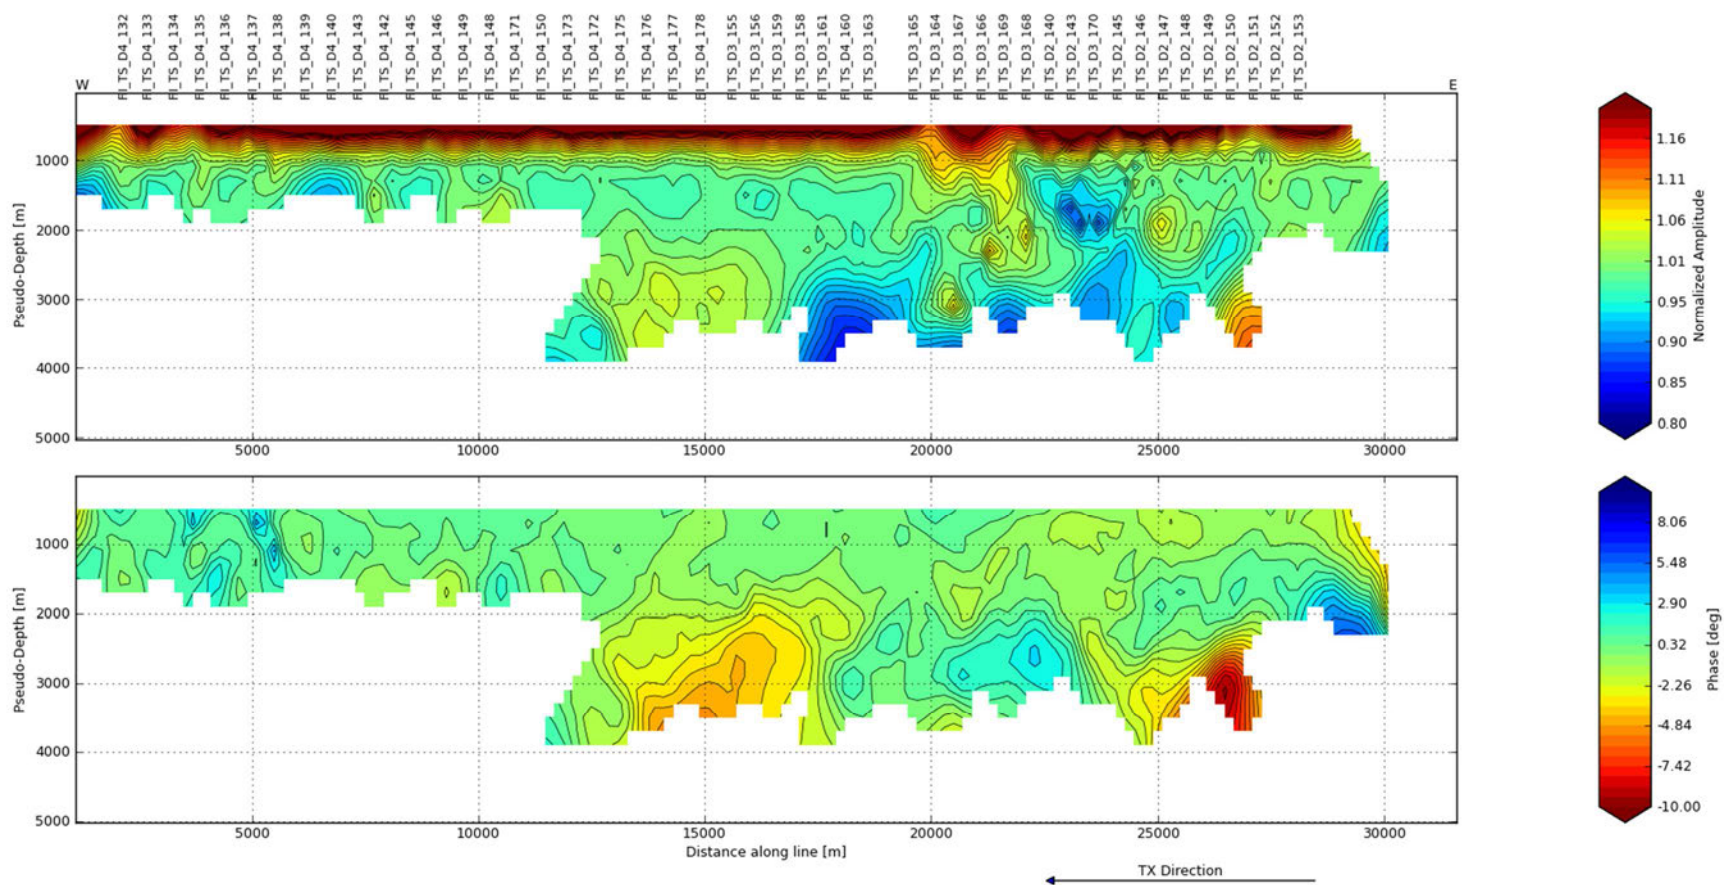 FI_TS_D4_132
FI_TS_D4_133
FI_TS_D4_134
FI_TS_D4_135
FI_TS_D4_136
FI_TS_D4_137
FI_TS_D4_138
FI_TS_D4_139
FI_TS_D4_140
FI_TS_D4_143
FI_TS_D4_142
FI_TS_D4_145
FI_TS_D4_146
FI_TS_D4_149
FI_TS_D4_148
FI_TS_D4_171
FI_TS_D4_150
FI_TS_D4_173
FI_TS_D4_172
FI_TS_D4_175
FI_TS_D4_176
FI_TS_D4_177
FI_TS_D4_178
FI_TS_D3_155
FI_TS_D3_156
FI_TS_D3_159
FI_TS_D3_158
FI_TS_D3_161
FI_TS_D4_160
FI_TS_D3_163
FI_TS_D3_165
FI_TS_D3_164
FI_TS_D3_167
FI_TS_D3_166
FI_TS_D3_169
FI_TS_D3_168
FI_TS_D2_140
FI_TS_D2_143
FI_TS_D3_170
FI_TS_D2_145
FI_TS_D2_146
FI_TS_D2_147
FI_TS_D2_148
FI_TS_D2_149
FI_TS_D2_150
FI_TS_D2_151
FI_TS_D2_152
FI_TS_D2_153
W
E
Pseudo-Depth [m]
1000
2000
3000
4000
5000
5000
10000
15000
20000
25000
30000
1.16
1.11
1.06
1.01
0.95
0.90
0.85
0.80
Normalized Amplitude
Pseudo-Depth [m]
1000
2000
3000
4000
5000
5000
10000
15000
20000
25000
30000
Distance along line [m]
8.06
5.48
2.90
0.32
-2.26
-4.84
-7.42
-10.00
Phase [deg]
TX Direction